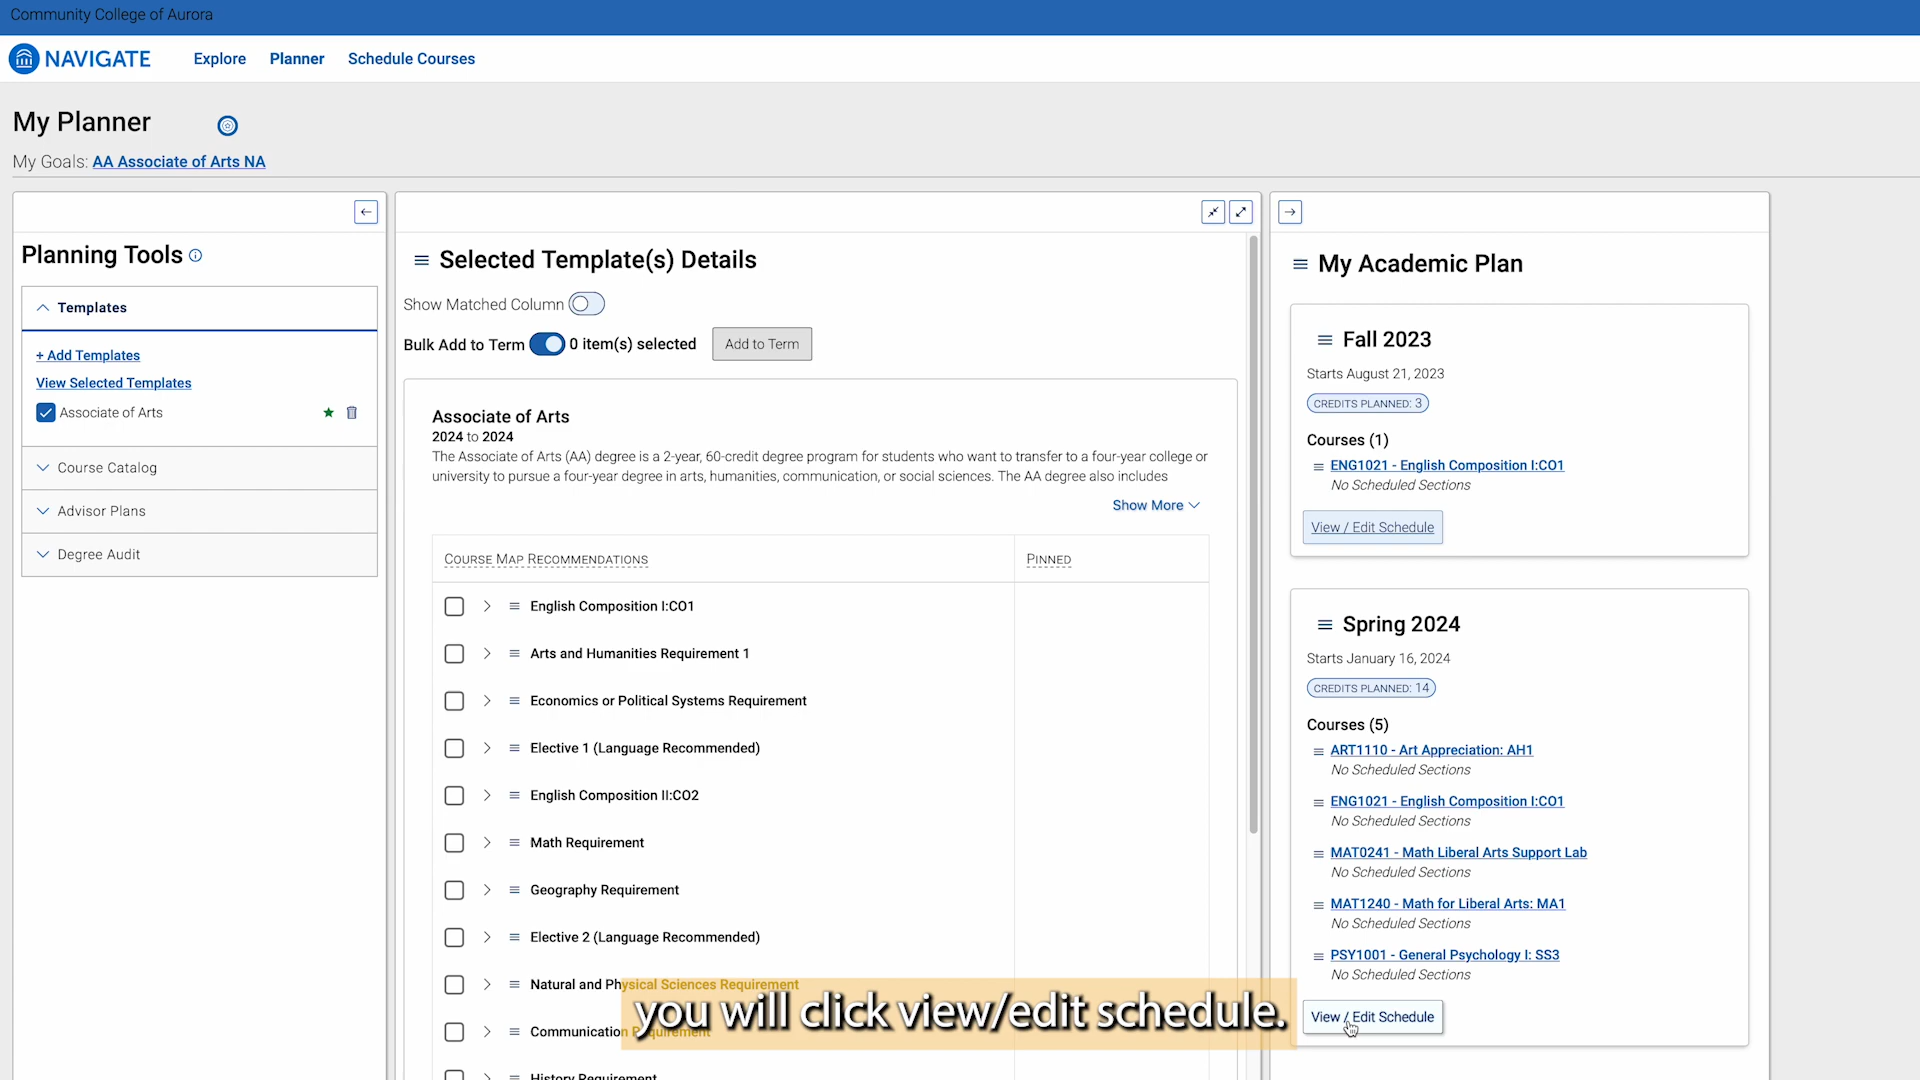 Community College of Aurora
NAVIGATE
Explore
Planner
Schedule Courses
My Planner
My Goals: AA Associate of Arts NA
Planning Tools
Templates
+ Add Templates
View Selected Templates
Associate of Arts
Course Catalog
Advisor Plans
Degree Audit
Selected Template(s) Details
Show Matched Column
Bulk Add to Term 0 item(s) selected Add to Term
Associate of Arts
2024 to 2024
The Associate of Arts (AA) degree is a 2-year, 60-credit degree program for students who want to transfer to a four-year college or
university to pursue a four-year degree in arts, humanities, communication, or social sciences. The AA degree also includes
Show More
COURSE MAP RECOMMENDATIONS
PINNED
English Composition I:CO1
Arts and Humanities Requirement 1
Economics or Political Systems Requirement
Elective 1 (Language Recommended)
English Composition II:CO2
Math Requirement
Geography Requirement
Elective 2 (Language Recommended)
Natural and Physical Sciences Requirement
Communication Requirement
History Requirement
you will click view/edit schedule.
My Academic Plan
Fall 2023
Starts August 21, 2023
CREDITS PLANNED: 3
Courses (1)
ENG1021 - English Composition I:CO1
No Scheduled Sections
View / Edit Schedule
Spring 2024
Starts January 16, 2024
CREDITS PLANNED: 14
Courses (5)
ART1110 - Art Appreciation: AH1
No Scheduled Sections
ENG1021 - English Composition I:CO1
No Scheduled Sections
MAT0241 - Math Liberal Arts Support Lab
No Scheduled Sections
MAT1240 - Math for Liberal Arts: MA1
No Scheduled Sections
PSY1001 - General Psychology I: SS3
No Scheduled Sections
View / Edit Schedule